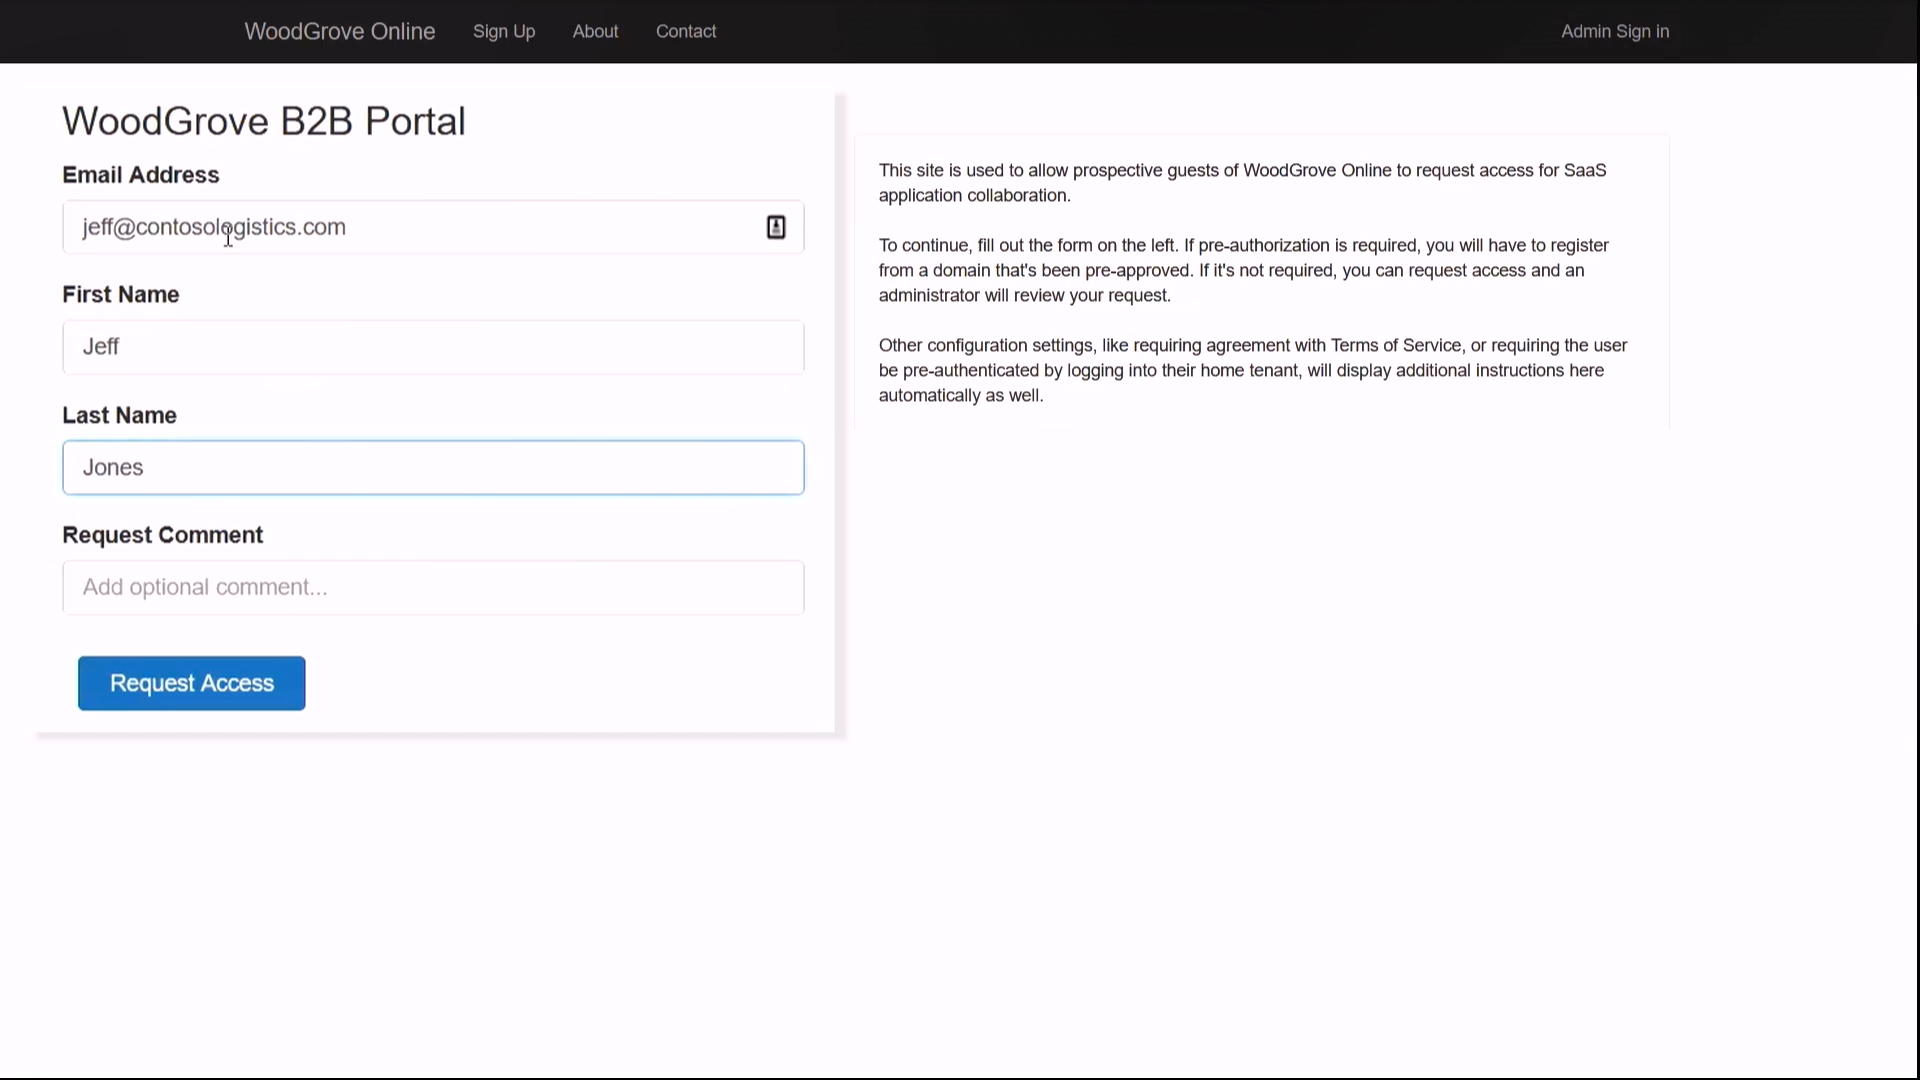 WoodGrove Online
Sign Up
About
Contact
Admin Sign in
WoodGrove B2B Portal
Email Address
jeff@contosologistics.com
First Name
Jeff
Last Name
Jones
Request Comment
Add optional comment...
Request Access
This site is used to allow prospective guests of WoodGrove Online to request access for SaaS
application collaboration.
To continue, fill out the form on the left. If pre-authorization is required, you will have to register
from a domain that's been pre-approved. If it's not required, you can request access and an
administrator will review your request.
Other configuration settings, like requiring agreement with Terms of Service, or requiring the user
be pre-authenticated by logging into their home tenant, will display additional instructions here
automatically as well.